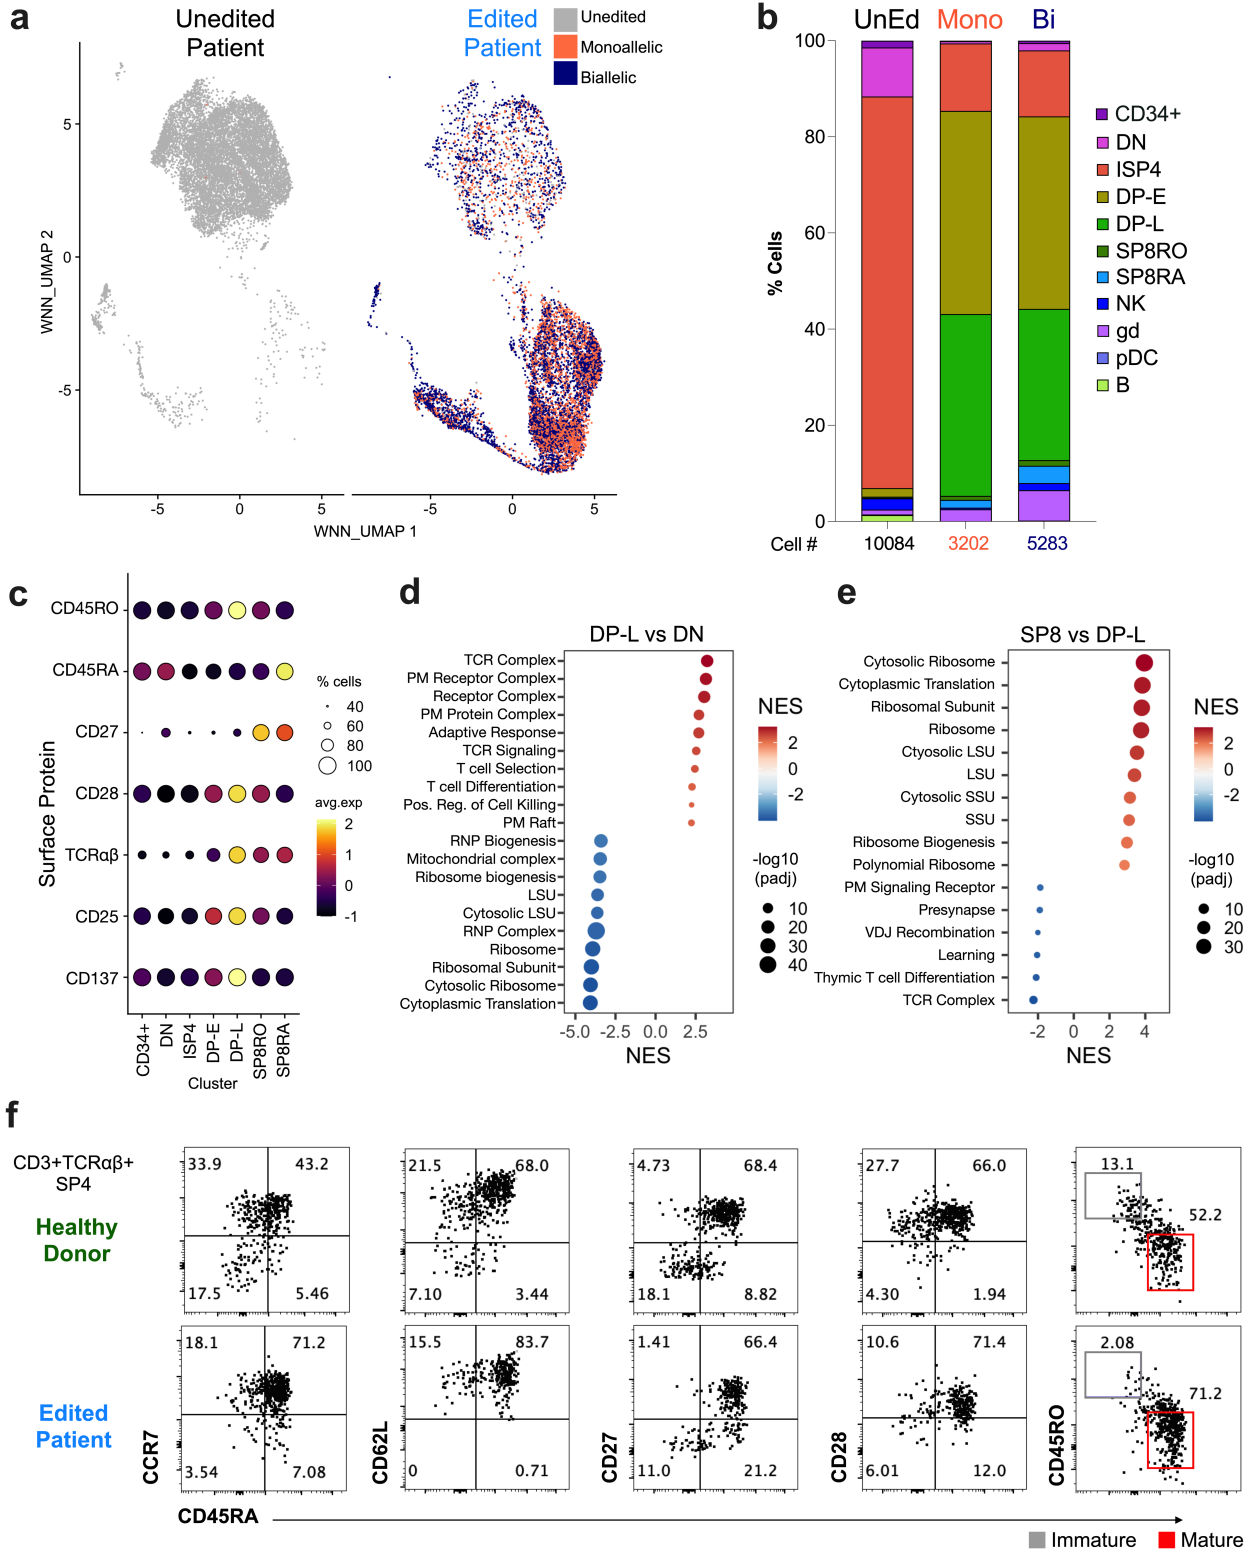 a
Unedited
Patient
Edited
Patient
Unedited
Monoallelic
Biallelic
5
0
-5
WNN_UMAP 2
-5
0
5
-5
0
5
WNN_UMAP 1
b
UnEd
Mono
Bi
100
80
60
40
20
0
% Cells
Cell #
10084
3202
5283
CD34+
DN
ISP4
DP-E
DP-L
SP8RO
SP8RA
NK
gd
pDC
B
c
CD45RO
CD45RA
CD27
CD28
TCRαβ
CD25
CD137
Surface Protein
CD34+
DN
ISP4
DP-E
DP-L
SP8RO
SP8RA
Cluster
% cells
40
60
80
100
avg.exp
2
1
0
-1
d
DP-L vs DN
TCR Complex
PM Receptor Complex
Receptor Complex
PM Protein Complex
Adaptive Response
TCR Signaling
T cell Selection
T cell Differentiation
Pos. Reg. of Cell Killing
PM Raft
RNP Biogenesis
Mitochondrial complex
Ribosome biogenesis
LSU
Cytosolic LSU
RNP Complex
Ribosome
Ribosomal Subunit
Cytosolic Ribosome
Cytoplasmic Translation
-5.0
-2.5
0.0
2.5
NES
NES
2
0
-2
-log10
(padj)
10
20
30
40
e
SP8 vs DP-L
Cytosolic Ribosome
Cytoplasmic Translation
Ribosomal Subunit
Ribosome
Ctyosolic LSU
LSU
Cytosolic SSU
SSU
Ribosome Biogenesis
Polynomial Ribosome
PM Signaling Receptor
Presynapse
VDJ Recombination
Learning
Thymic T cell Differentiation
TCR Complex
-2
0
2
4
NES
NES
2
0
-2
-log10
(padj)
10
20
30
f
CD3+TCRαβ+
SP4
Healthy
Donor
33.9
43.2
17.5
5.46
21.5
68.0
7.10
3.44
4.73
68.4
18.1
8.82
27.7
66.0
4.30
1.94
13.1
52.2
Edited
Patient
18.1
71.2
3.54
7.08
15.5
83.7
0
0.71
1.41
66.4
11.0
21.2
10.6
71.4
6.01
12.0
2.08
71.2
CCR7
CD62L
CD27
CD28
CD45RO
CD45RA
Immature
Mature